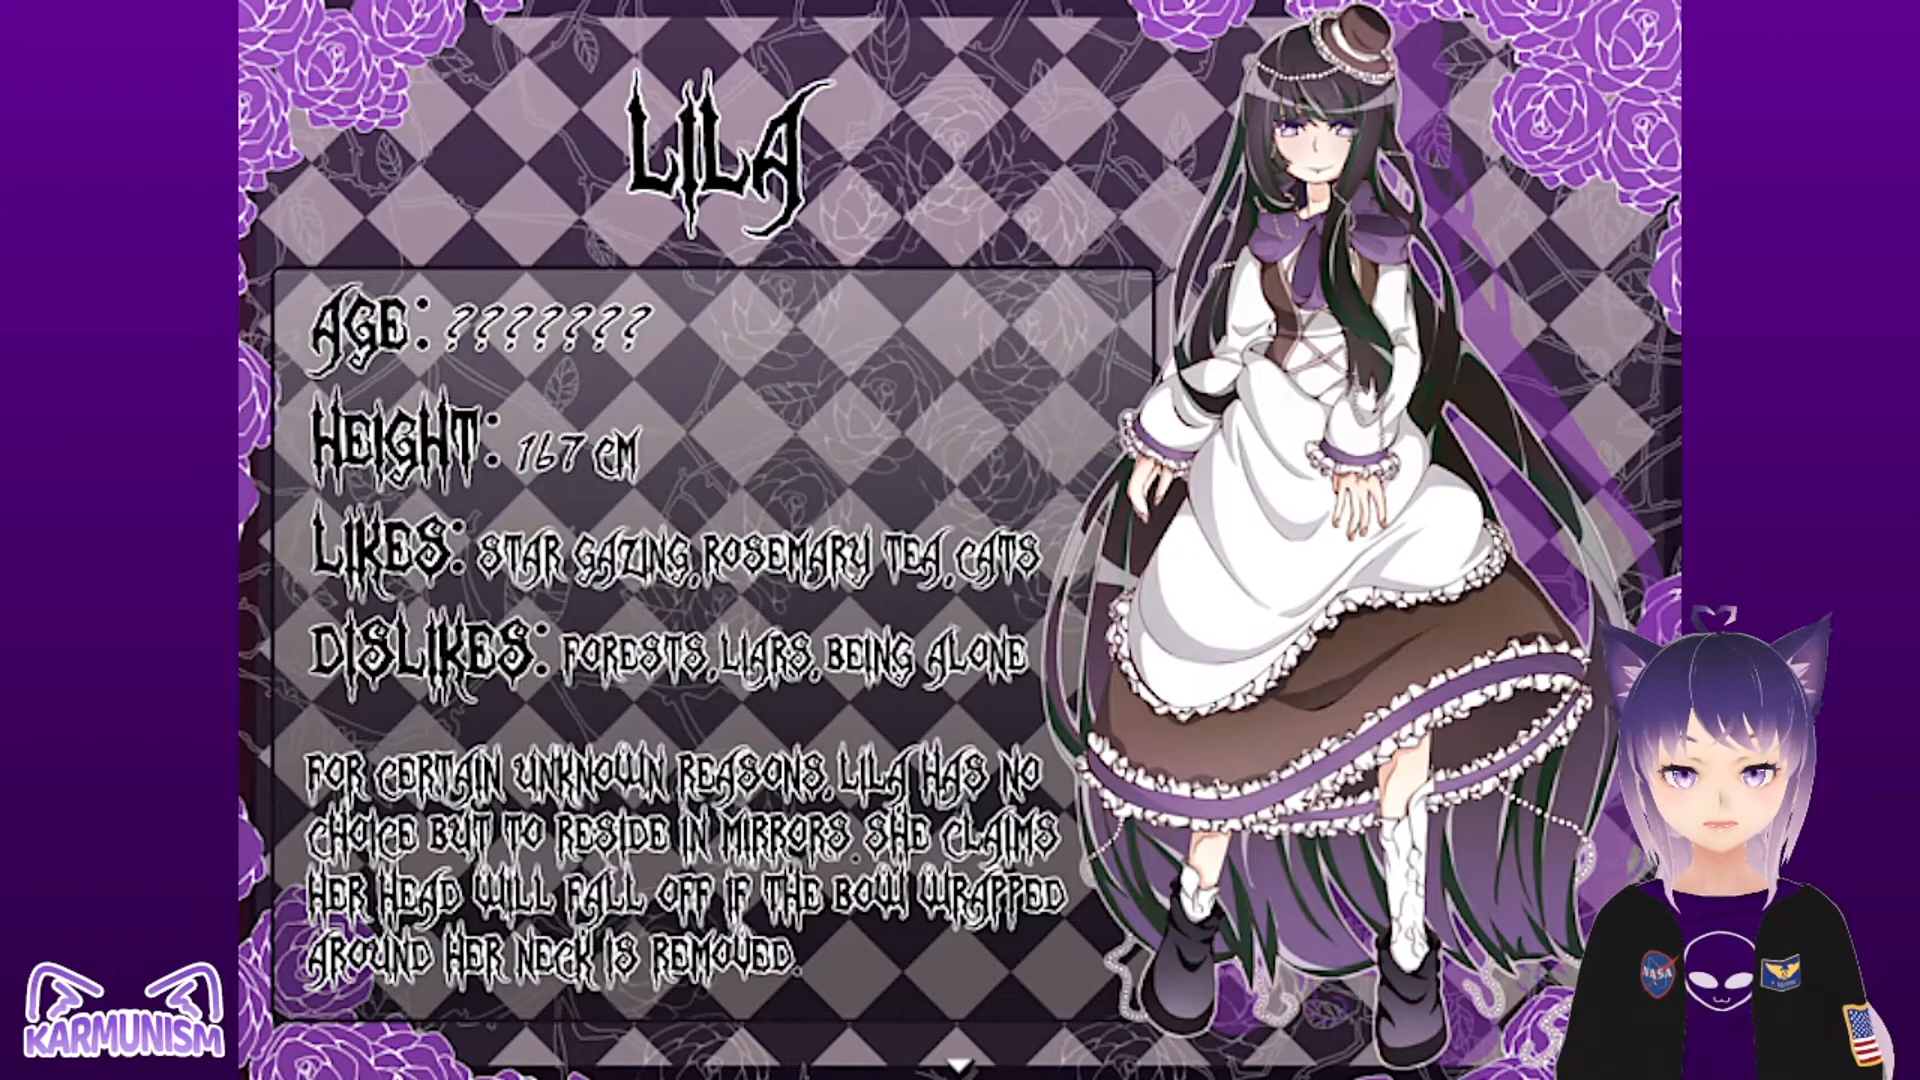 LILA
AGE: ???????
HEIGHT: 167 CM
LIKES: STAR GAZING, ROSEMARY TEA, CATS
DISLIKES: FORESTS, LIARS, BEING ALONE
FOR CERTAIN UNKNOWN REASONS, LILA HAS NO
CHOICE BUT TO RESIDE IN MIRRORS. SHE CLAIMS
HER HEAD WILL FALL OFF IF THE BOW WRAPPED
AROUND HER NECK IS REMOVED.
NASA
KARMUNISM